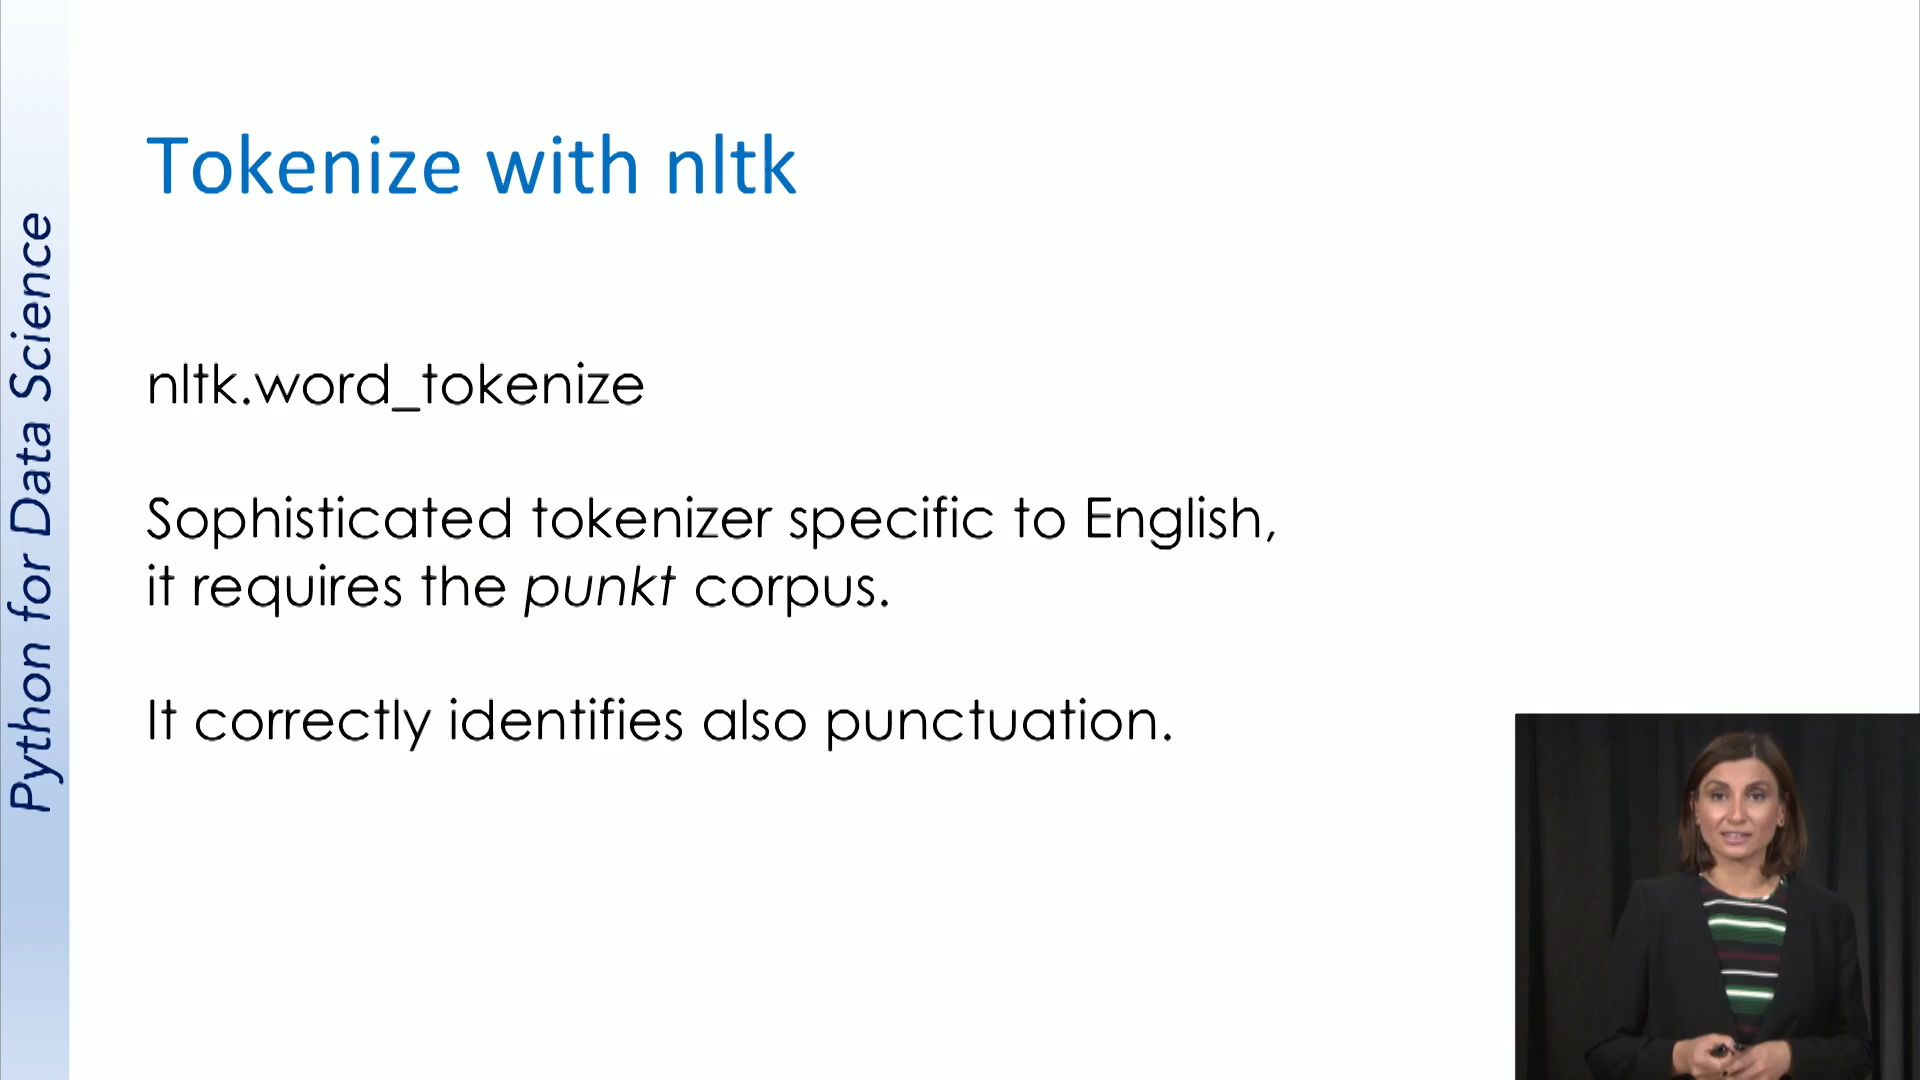 Python for Data Science
Tokenize with nltk
nltk.word_tokenize
Sophisticated tokenizer specific to English,
it requires the punkt corpus.
It correctly identifies also punctuation.